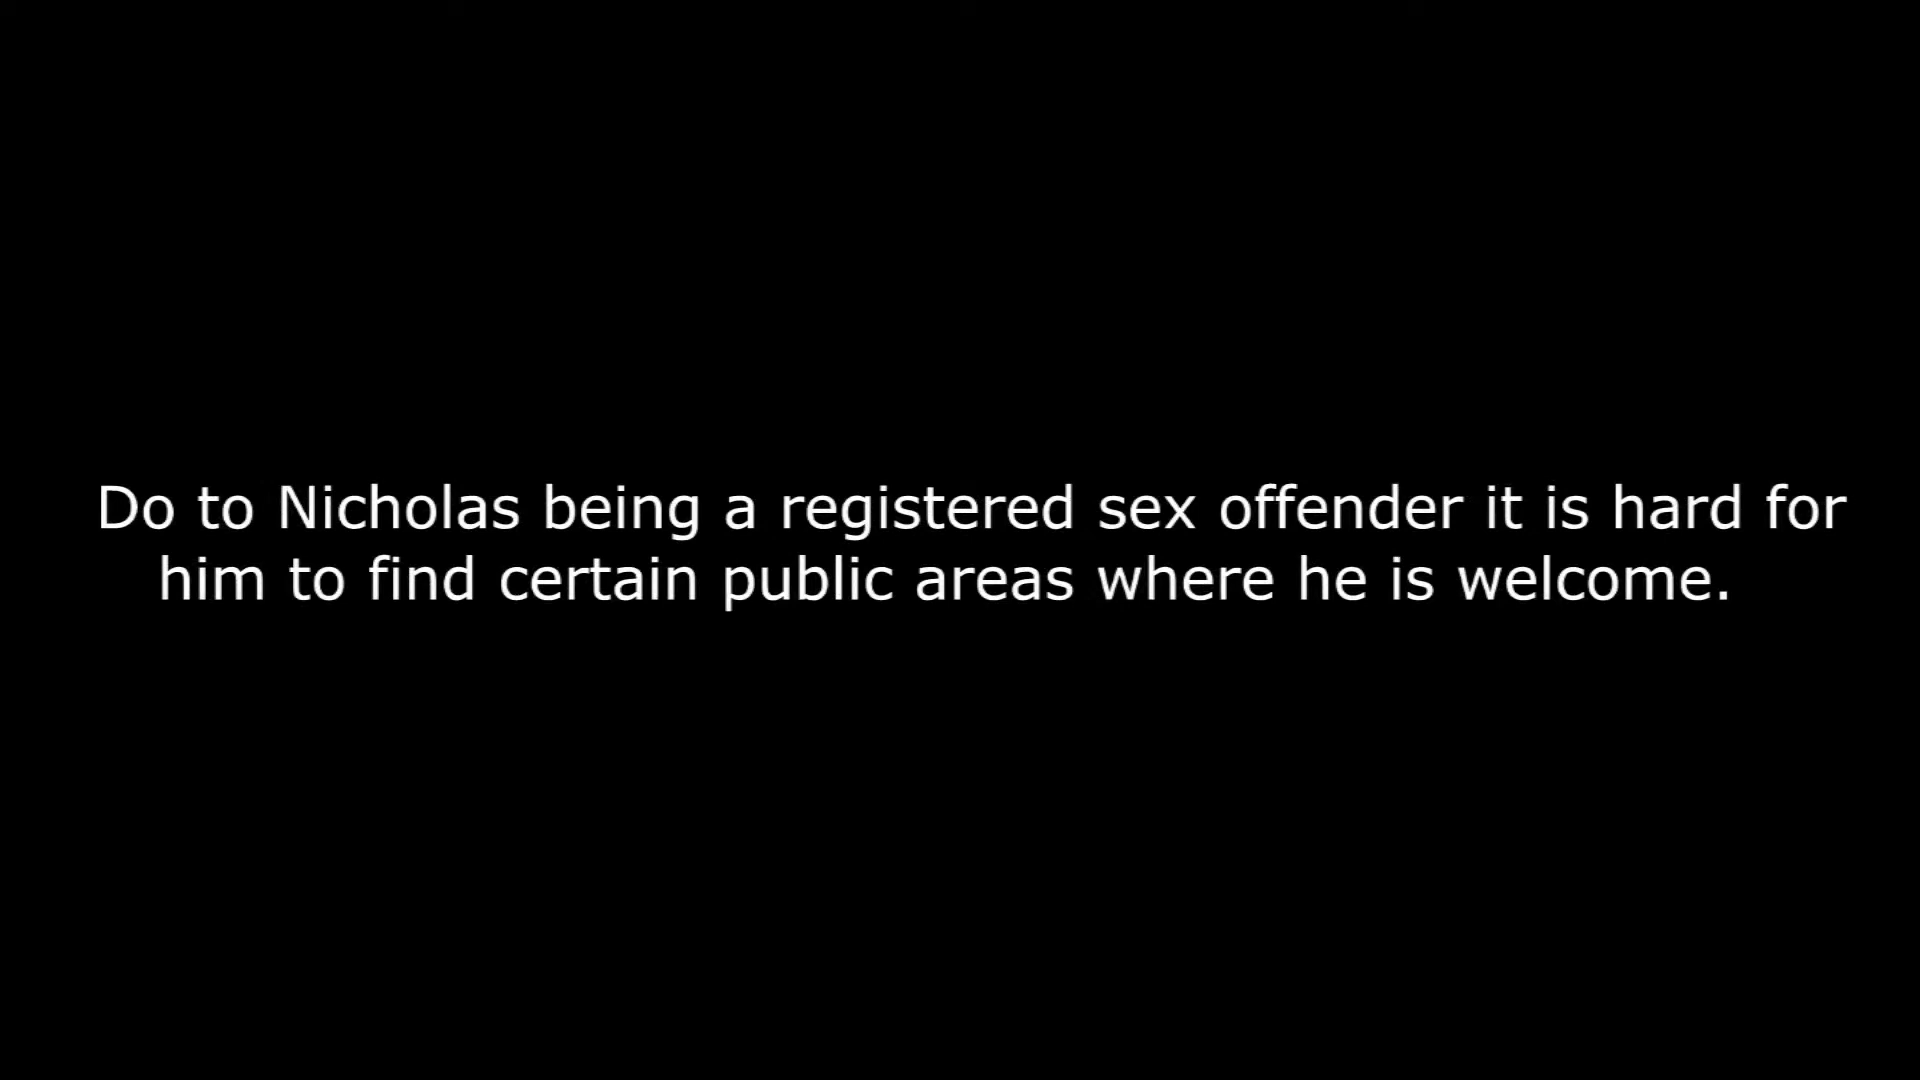 Do to Nicholas being a registered sex offender it is hard for
him to find certain public areas where he is welcome.